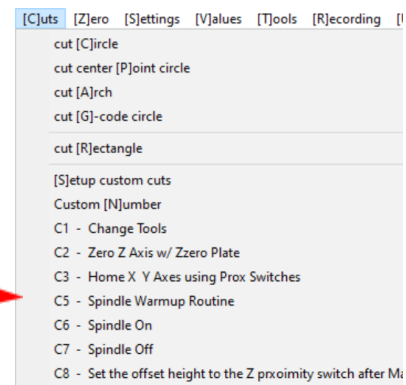 [C]uts [Z]ero [S]ettings [V]alues [T]ools [R]ecording
cut [C]ircle
cut center [P]oint circle
cut [A]rch
cut [G]-code circle
cut [R]ectangle
[S]etup custom cuts
Custom [N]umber
C1 - Change Tools
C2 - Zero Z Axis w/ Zzero Plate
C3 - Home X Y Axes using Prox Switches
C5 - Spindle Warmup Routine
C6 - Spindle On
C7 - Spindle Off
C8 - Set the offset height to the Z prxoimity switch after Ma